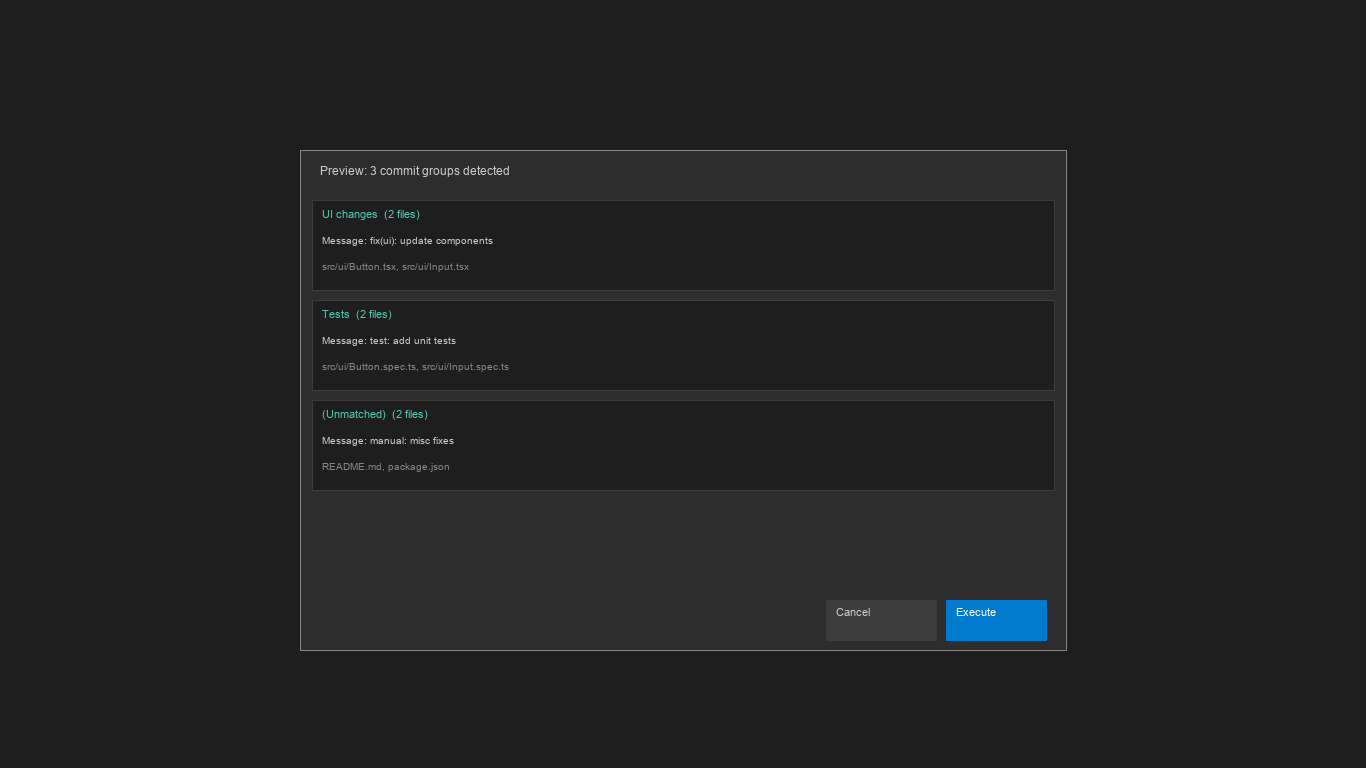 Preview: 3 commit groups detected
UI changes (2 files)
Message: fix(ui): update components
src/ui/Button.tsx, src/ui/Input.tsx
Tests (2 files)
Message: test: add unit tests
src/ui/Button.spec.ts, src/ui/Input.spec.ts
(Unmatched) (2 files)
Message: manual: misc fixes
README.md, package.json
Cancel
Execute